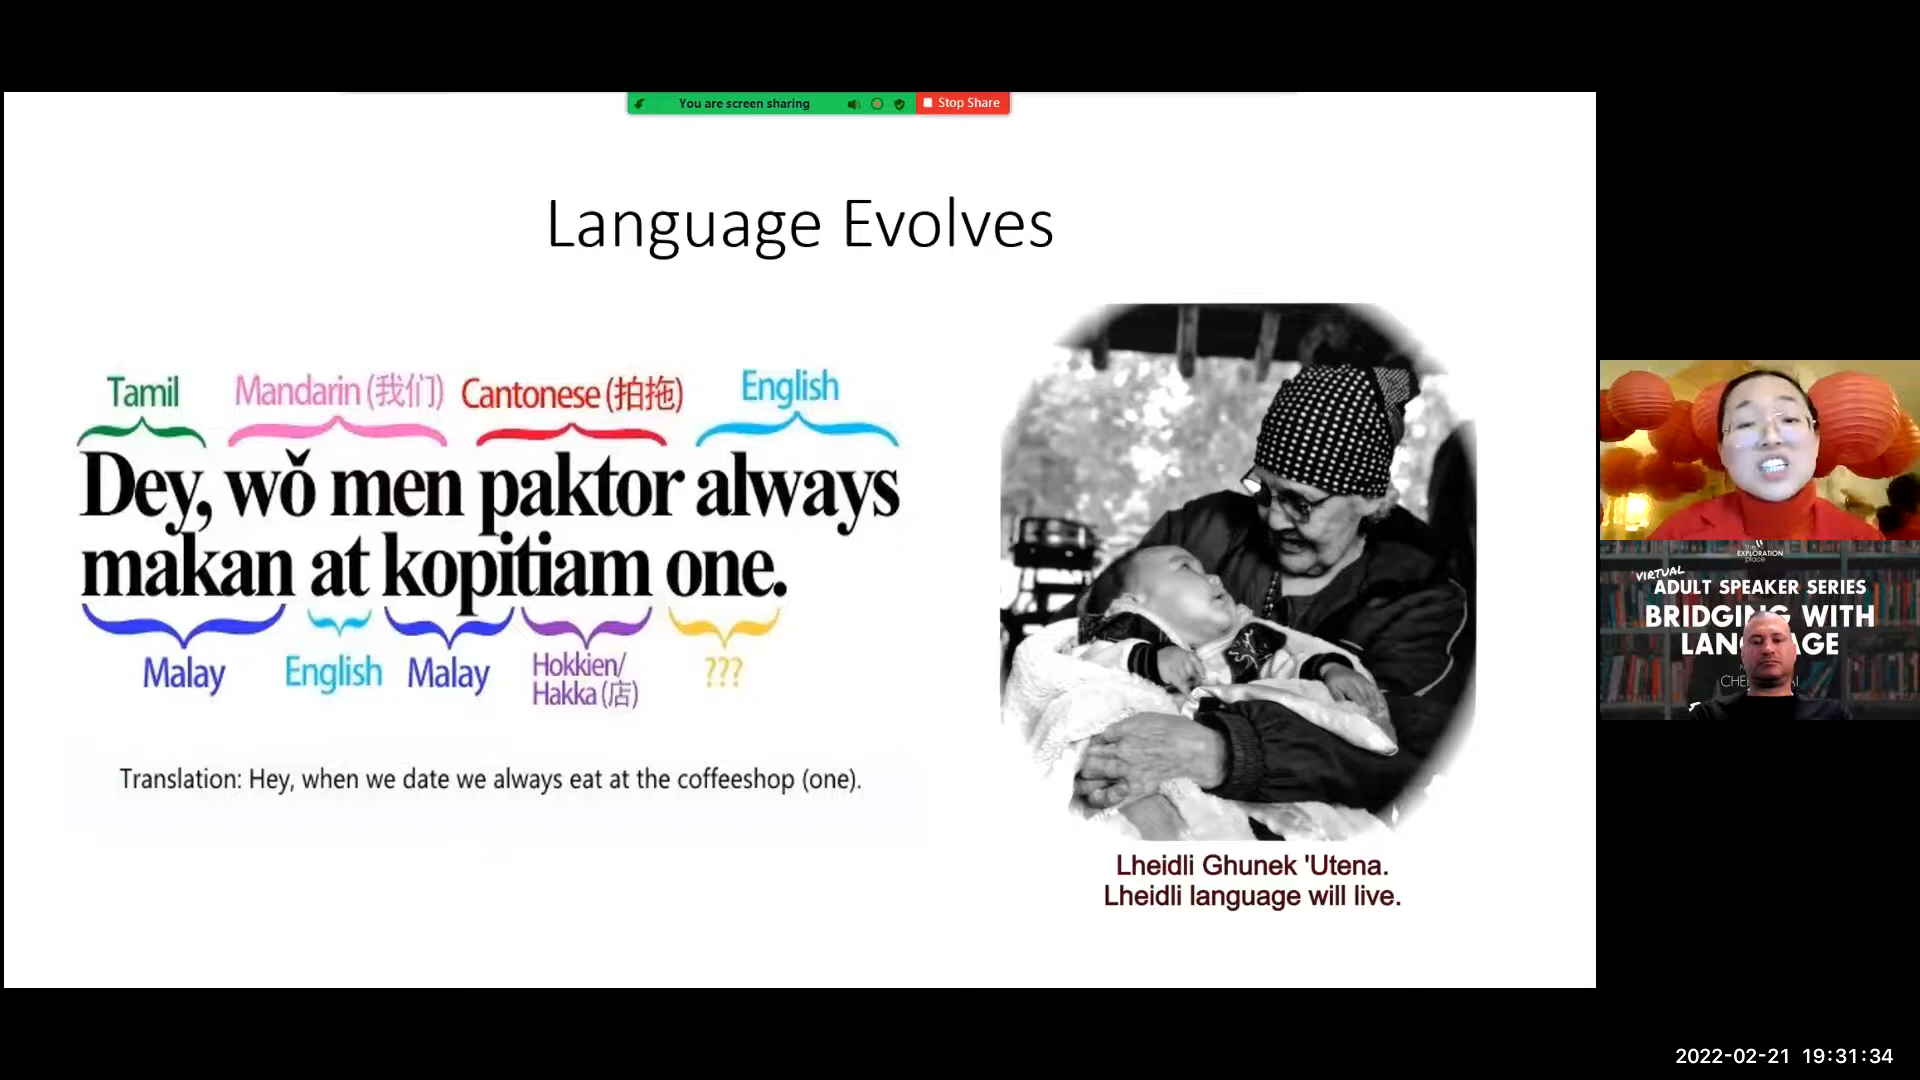 You are screen sharing
Stop Share
Language Evolves
Tamil
Mandarin (我们)
Cantonese (拍拖)
English
Dey, wǒ men paktor always
makan at kopitiam one.
Malay
English
Malay
Hokkien/
Hakka (店)
???
Translation: Hey, when we date we always eat at the coffeeshop (one).
Lheidli Ghunek 'Utena.
Lheidli language will live.
EXPLORATION
place
VIRTUAL
ADULT SPEAKER SERIES
BRIDGING WITH
2022-02-21 19:31:34